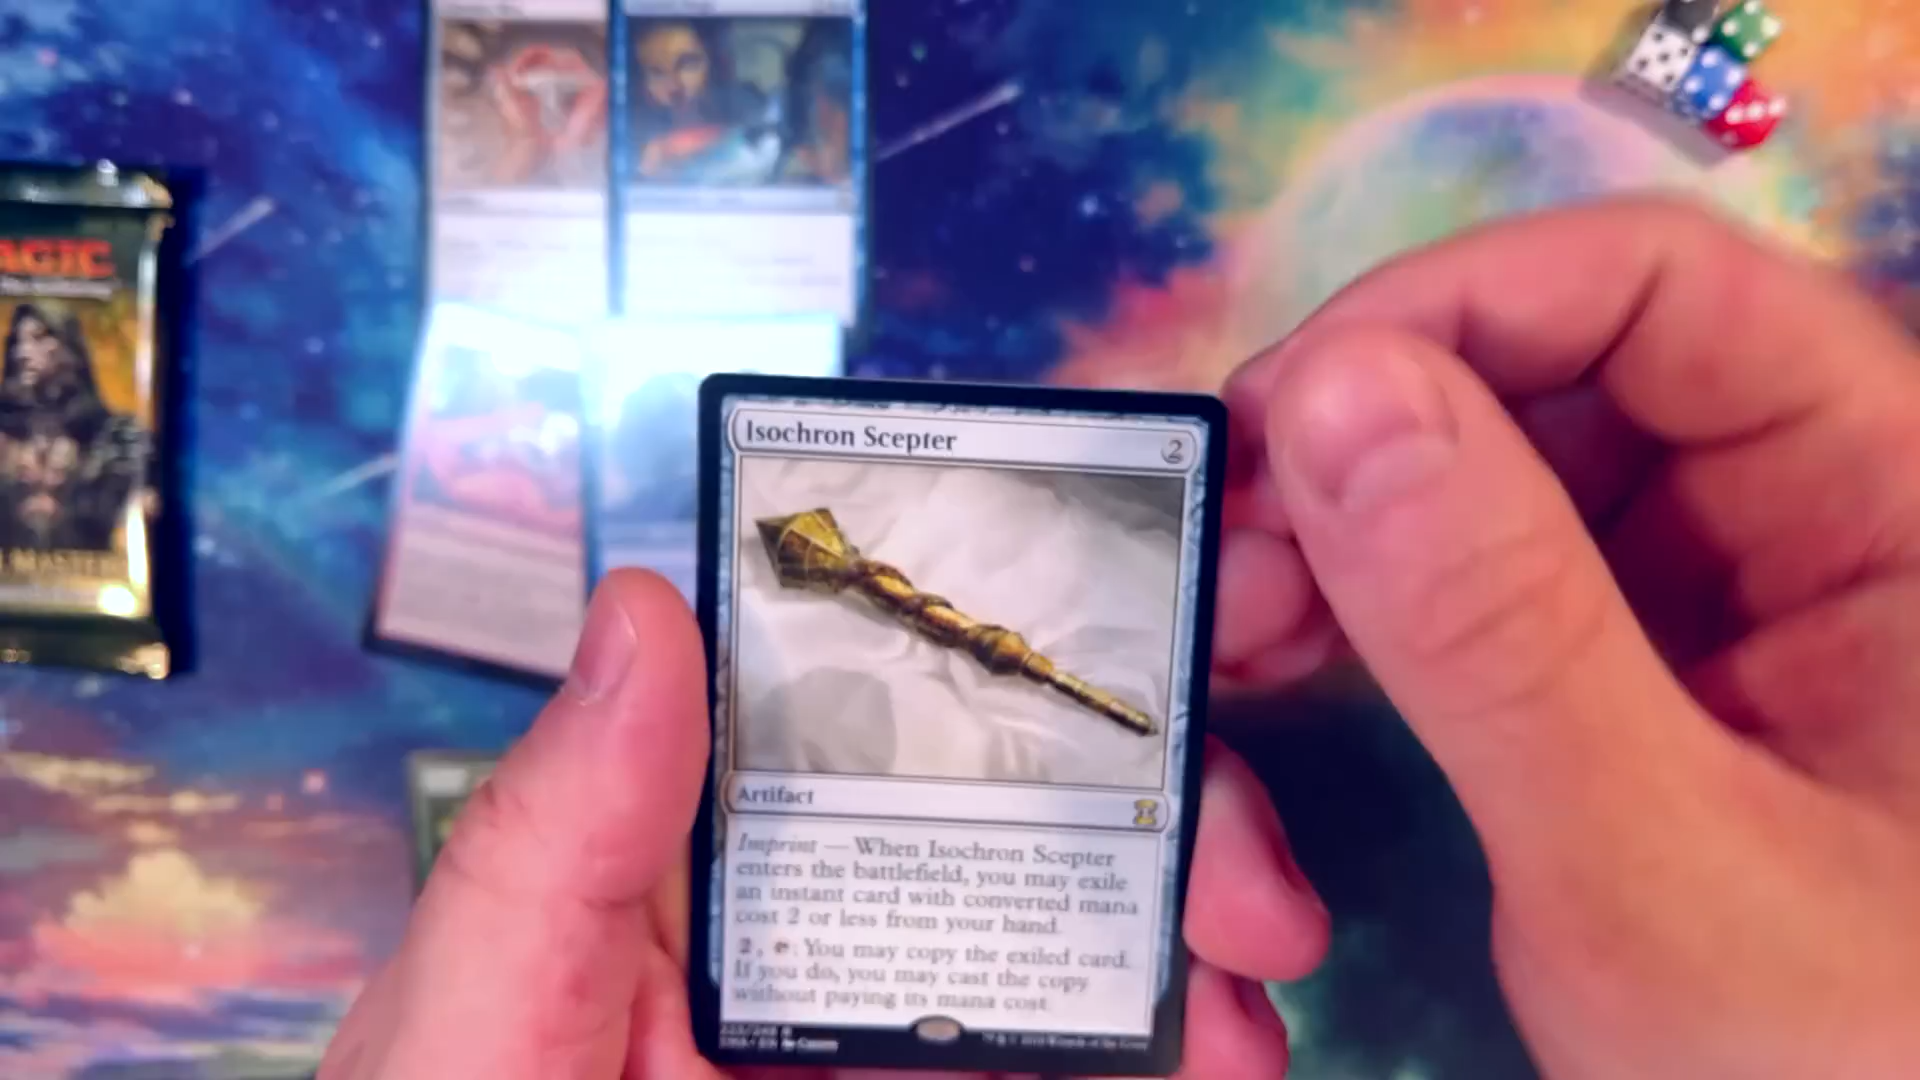 AGIC
MASTER
Isochron Scepter
2
Artifact
Imprint — When Isochron Scepter
enters the battlefield, you may exile
an instant card with converted mana
cost 2 or less from your hand.
2, : You may copy the exiled card.
If you do, you may cast the copy
without paying its mana cost.